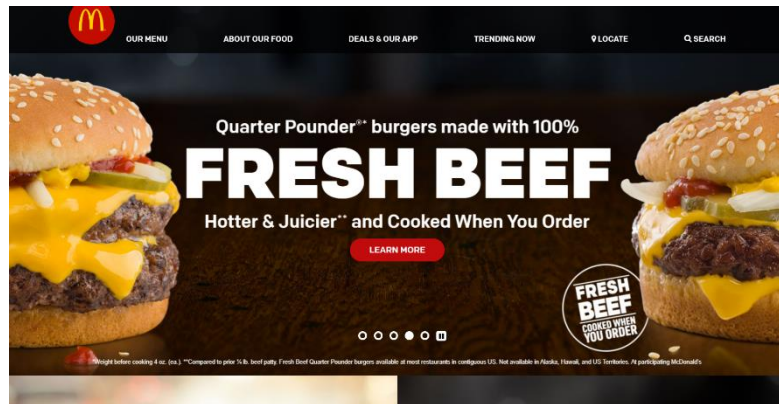 OUR MENU
ABOUT OUR FOOD
DEALS & OUR APP
TRENDING NOW
LOCATE
SEARCH
Quarter Pounder®* burgers made with 100%
FRESH BEEF
Hotter & Juicier** and Cooked When You Order
LEARN MORE
FRESH
BEEF
COOKED WHEN
YOU ORDER
*Weight before cooking 4 oz. (ea.). **Compared to prior ¼ lb. beef patty. Fresh Beef Quarter Pounder burgers available at most restaurants in contiguous US. Not available in Alaska, Hawaii, and US Territories. At participating McDonald's